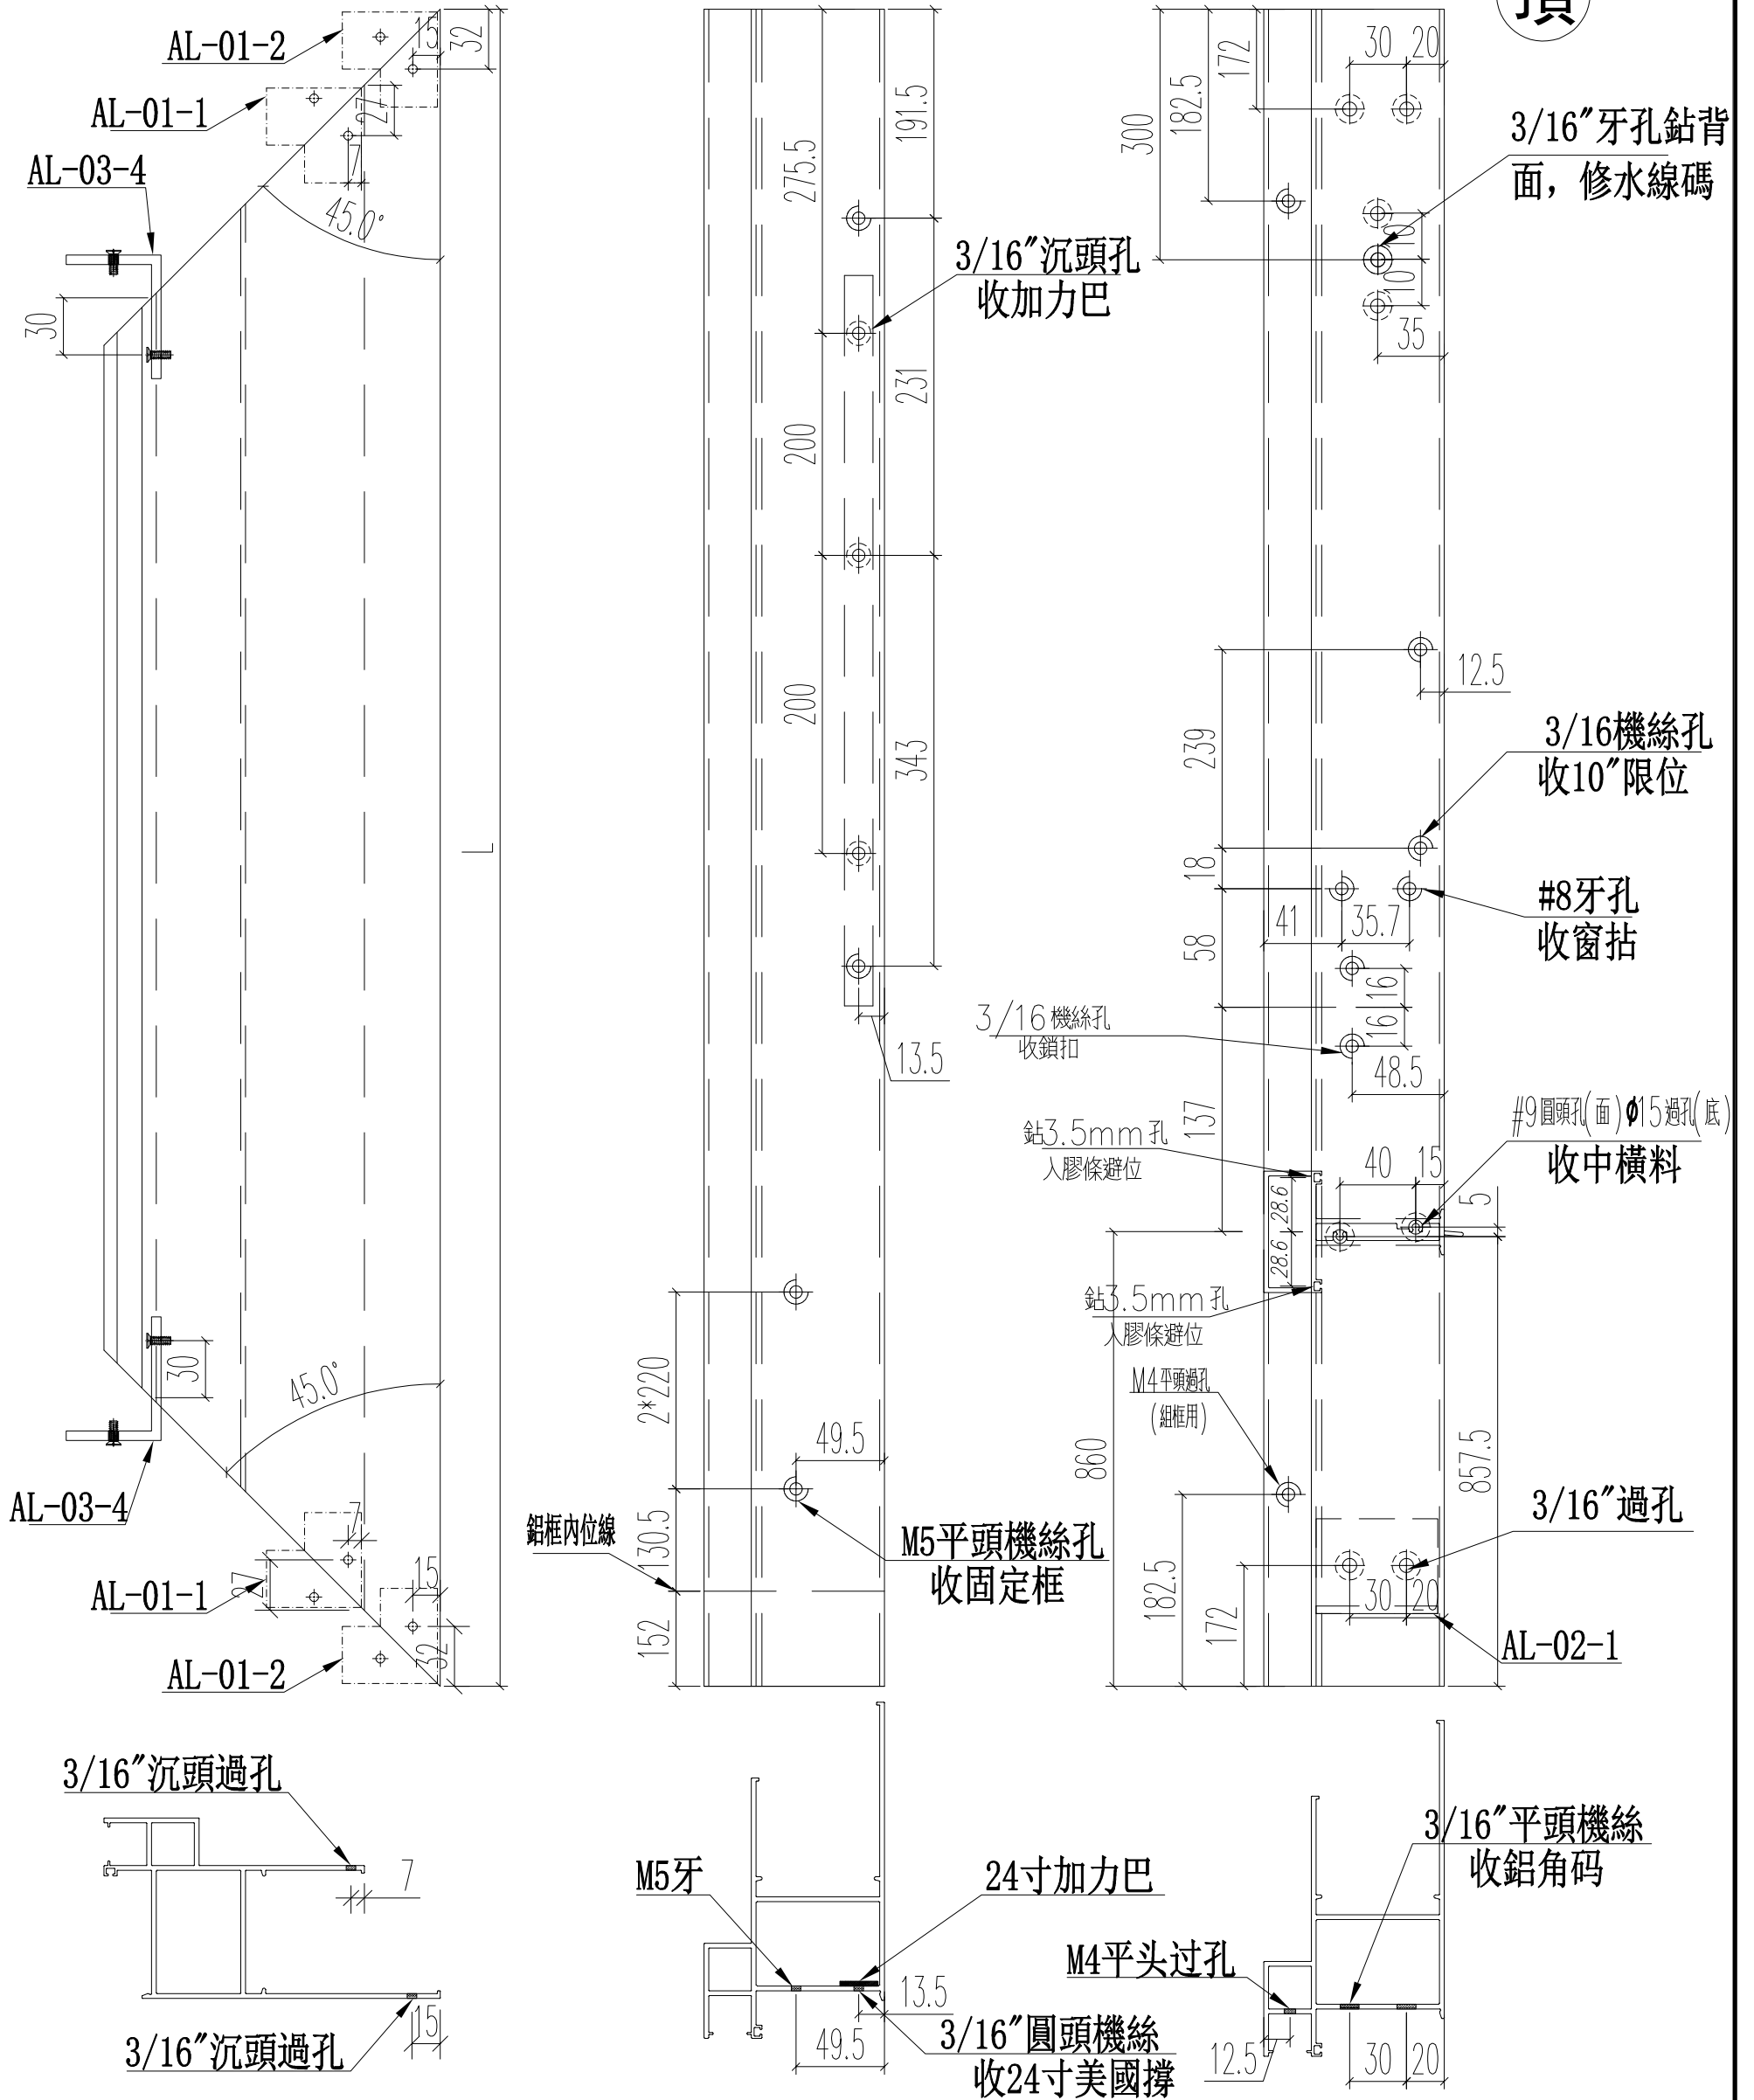 頂
AL-01-2
15
32
AL-01-1
27
7
AL-03-4
45.0°
30
L
30
45.0°
AL-03-4
7
27
AL-01-1
15
32
AL-01-2
3/16"沉頭過孔
7
15
3/16"沉頭過孔
191.5
275.5
3/16"沉頭孔
收加力巴
231
200
200
343
13.5
2*220
49.5
130.5
鋁框內位線
M5平頭機絲孔
收固定框
152
M5牙
24寸加力巴
13.5
49.5
3/16"圓頭機絲
收24寸美國撐
172
182.5
300
30
20
3/16"牙孔鉆背
面，修水線碼
10
10
35
12.5
239
3/16機絲孔
收10"限位
18
41
35.7
#8牙孔
收窗拈
58
16
16
3/16機絲孔
收鎖扣
48.5
137
#9圓頭孔(面)ϕ15過孔(底)
收中橫料
鉆3.5mm孔
入膠條避位
40
15
5
28.6
28.6
鉆3.5mm孔
入膠條避位
M4平頭過孔
(組框用)
860
857.5
3/16"過孔
182.5
172
30
20
AL-02-1
3/16"平頭機絲
收鋁角码
M4平头过孔
12.5
30
20